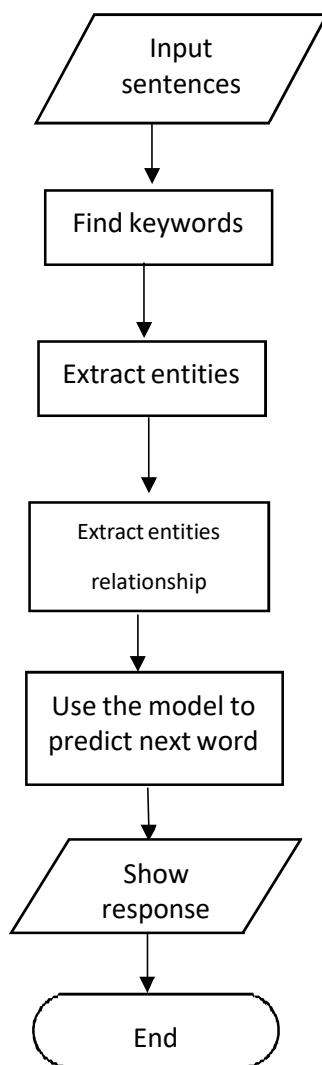 Input
sentences
Find keywords
Extract entities
Extract entities
relationship
Use the model to
predict next word
Show
response
End